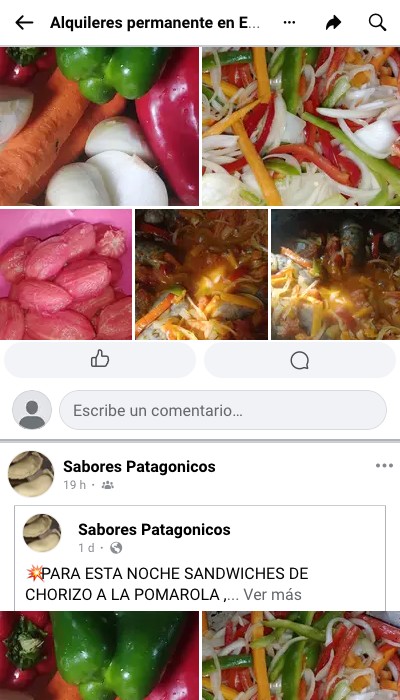 Alquileres permanente en E...
Escribe un comentario...
Sabores Patagonicos
19 h ·
Sabores Patagonicos
1 d ·
💥PARA ESTA NOCHE SANDWICHES DE
CHORIZO A LA POMAROLA ,... Ver más